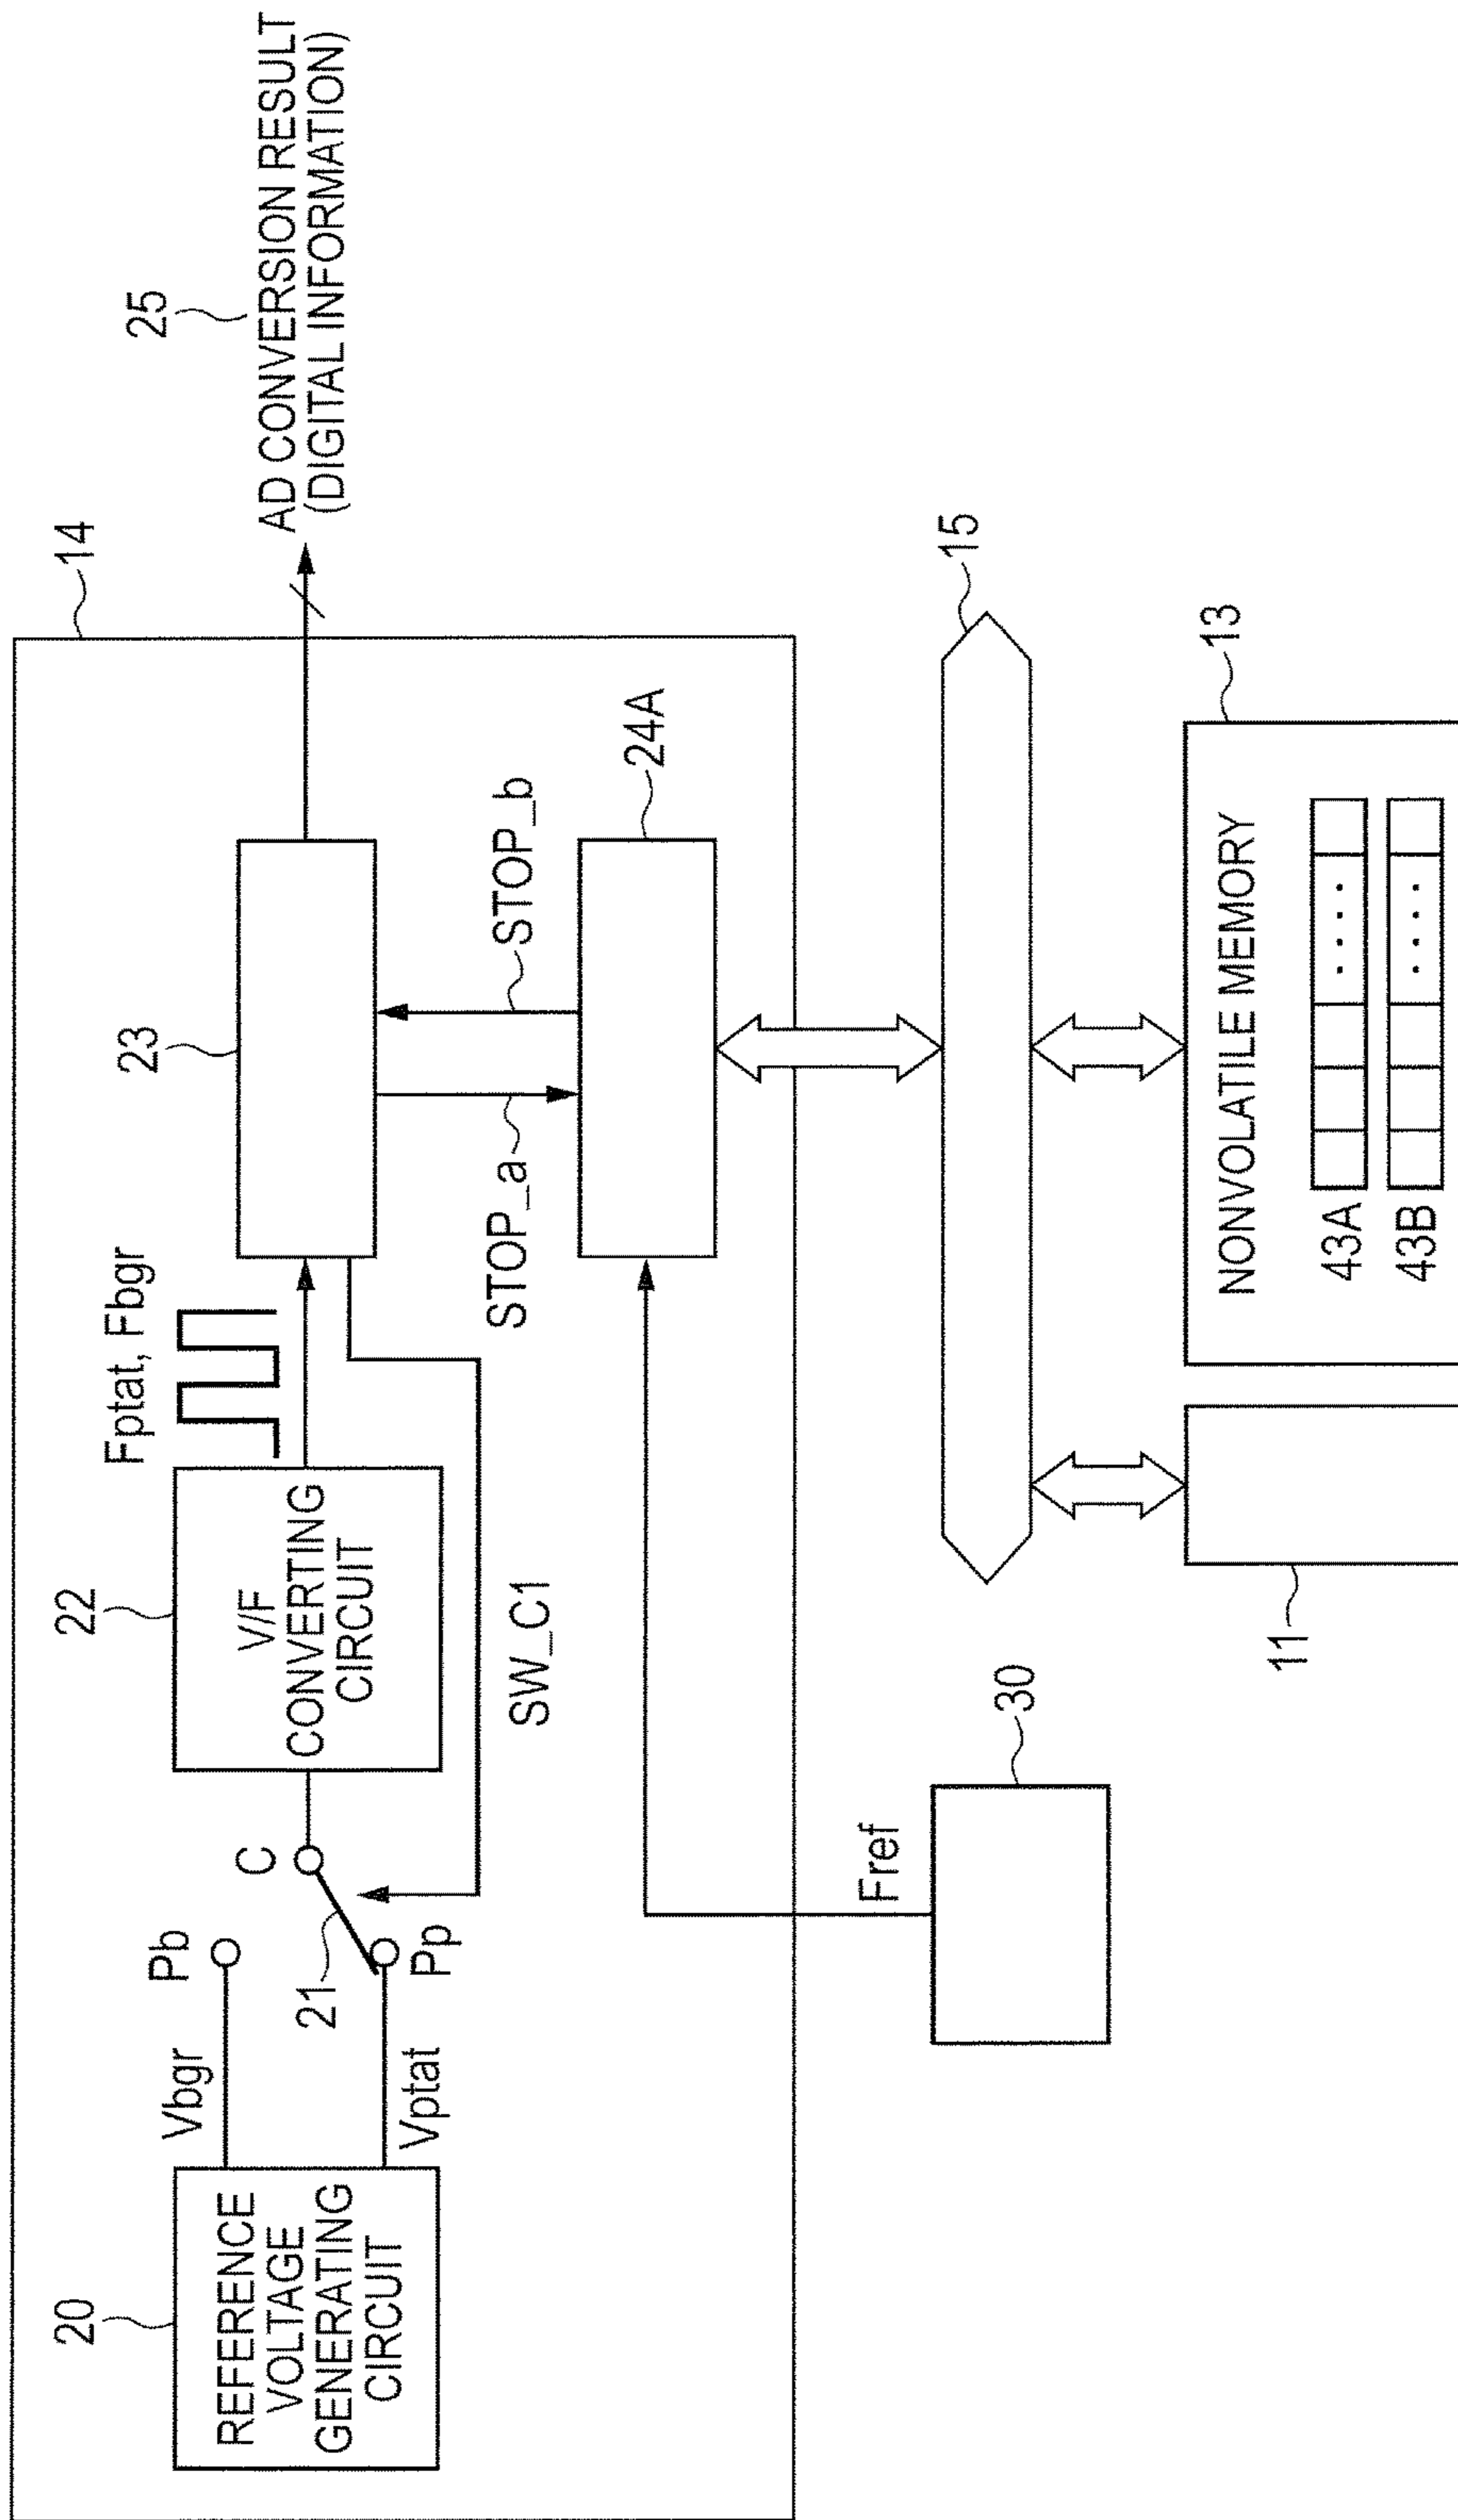 14
25
AD CONVERSION RESULT
(DIGITAL INFORMATION)
20
REFERENCE
VOLTAGE
GENERATING
CIRCUIT
Vbgr
Pb
Vptat
Pp
21
C
22
V/F
CONVERTING
CIRCUIT
Fptat, Fbgr
23
SW_C1
STOP_a
STOP_b
24A
Fref
30
15
11
13
NONVOLATILE MEMORY
43A
....
43B
....